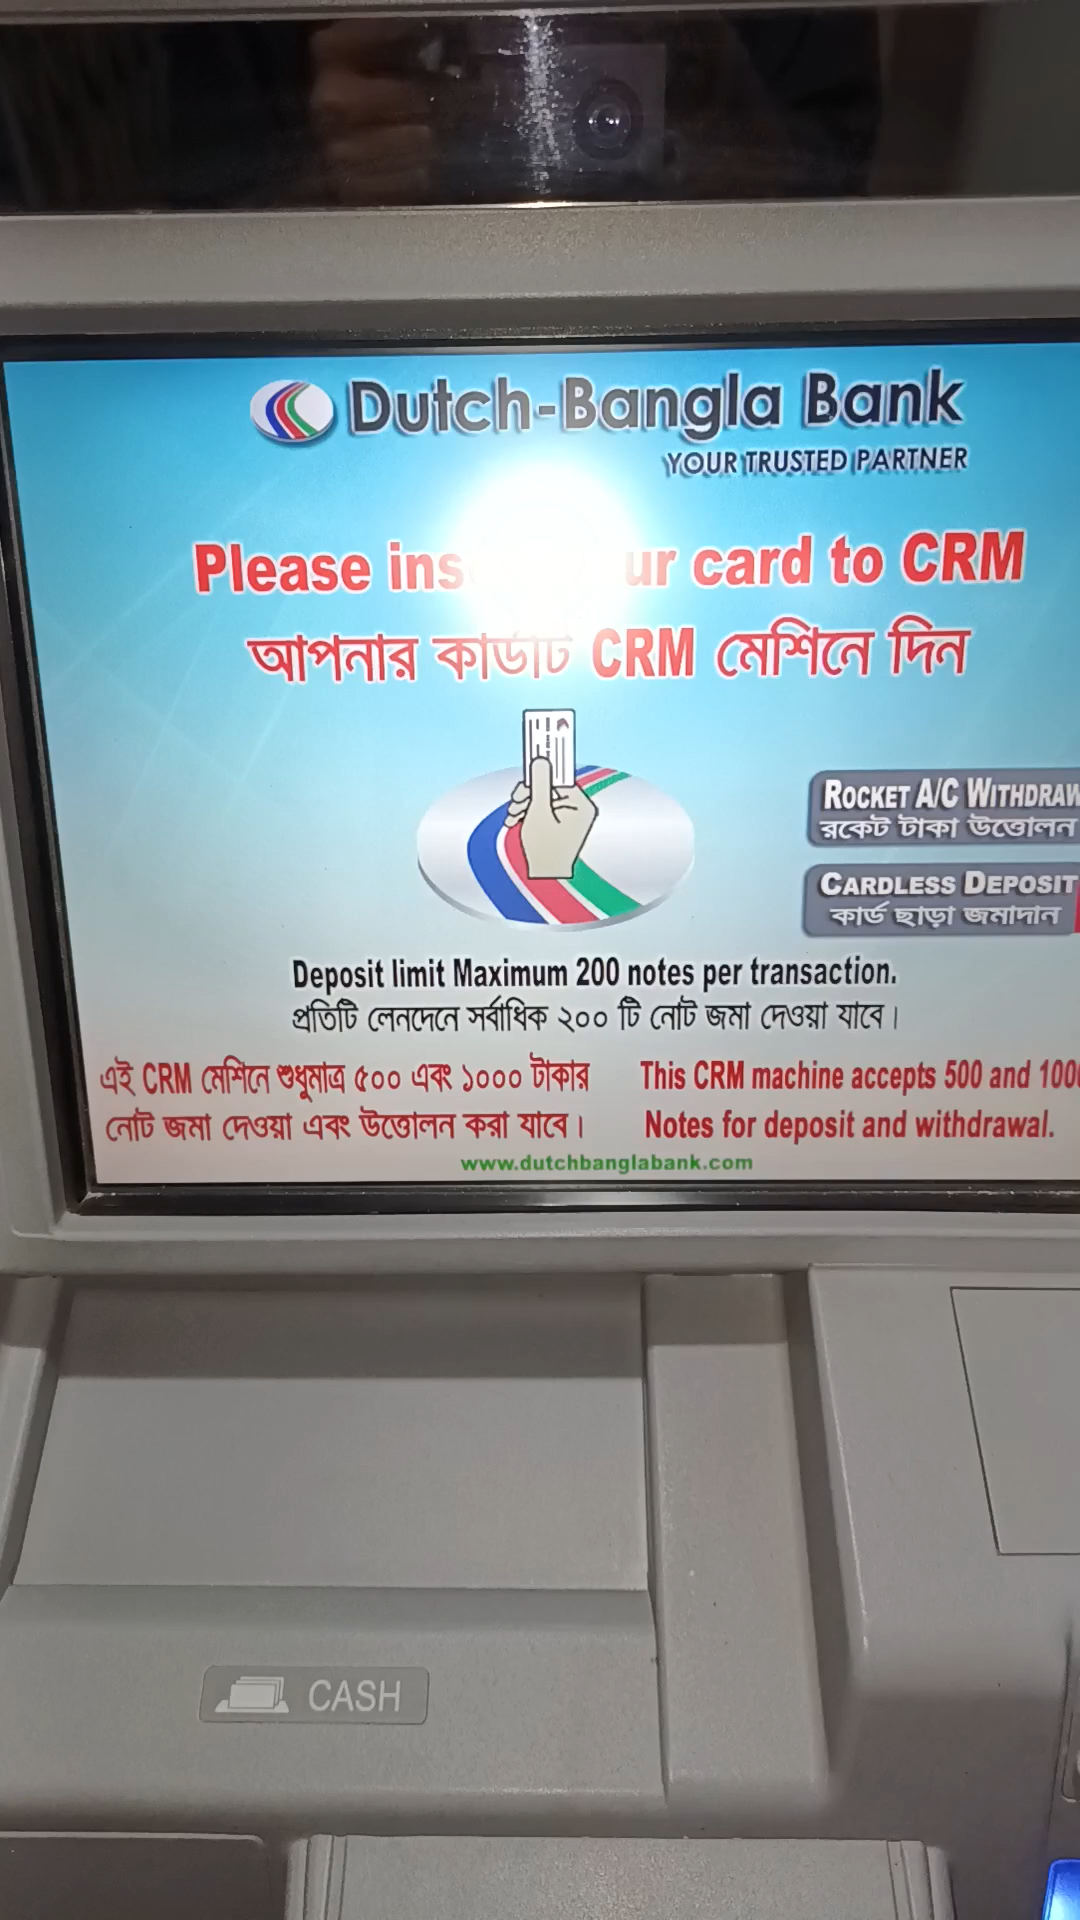 Dutch-Bangla Bank
YOUR TRUSTED PARTNER
Please card to CRM
আপনার কার্ডটি CRM মেশিনে দিন
ROCKET A/C WITHDRAW
রকেট টাকা উত্তোলন
CARDLESS DEPOSIT
কার্ড ছাড়া জমাদান
Deposit limit Maximum 200 notes per transaction.
প্রতিটি লেনদেনে সর্বাধিক ২০০ টি নোট জমা দেওয়া যাবে।
এই CRM মেশিনে শুধুমাত্র ৫০০ এবং ১০০০ টাকার
নোট জমা দেওয়া এবং উত্তোলন করা যাবে।
This CRM machine accepts 500 and 1000
Notes for deposit and withdrawal.
www.dutchbanglabank.com
CASH